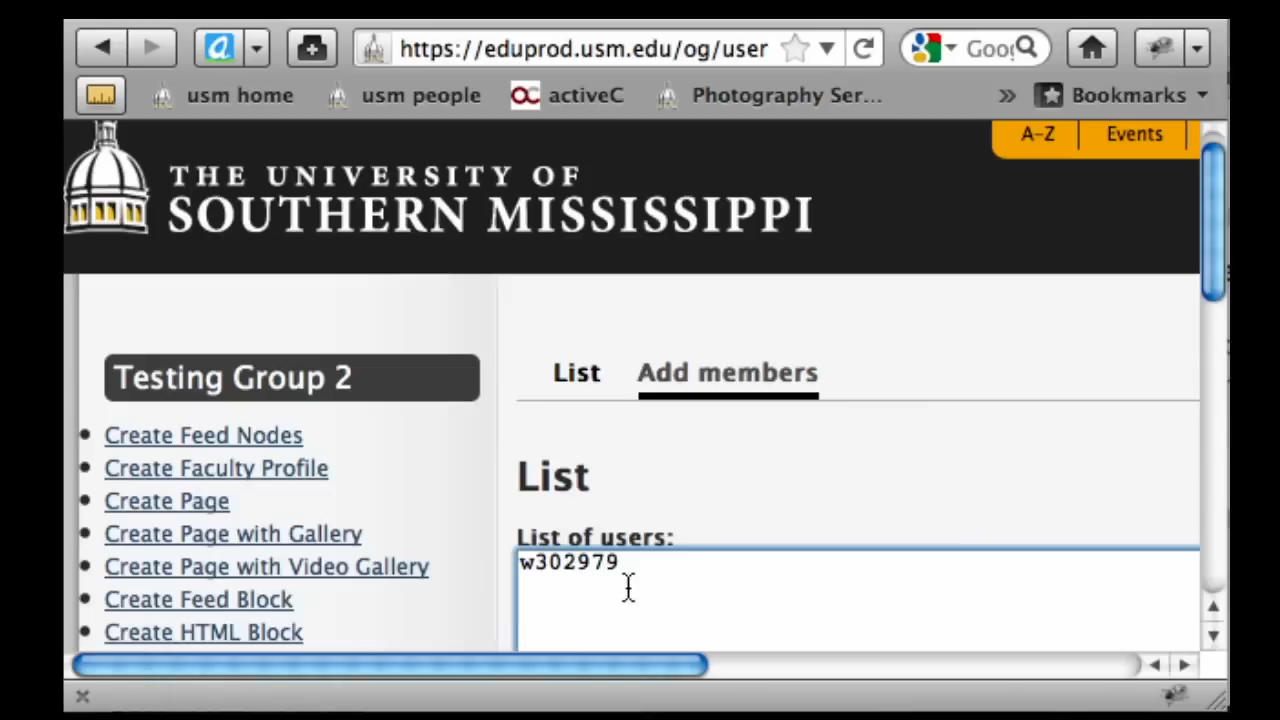 https://eduprod.usm.edu/og/user
usm home
usm people
activeC
Photography Ser...
»
Bookmarks
A-Z
Events
THE UNIVERSITY OF
SOUTHERN MISSISSIPPI
Testing Group 2
Create Feed Nodes
Create Faculty Profile
Create Page
Create Page with Gallery
Create Page with Video Gallery
Create Feed Block
Create HTML Block
List
Add members
List
List of users:
w302979